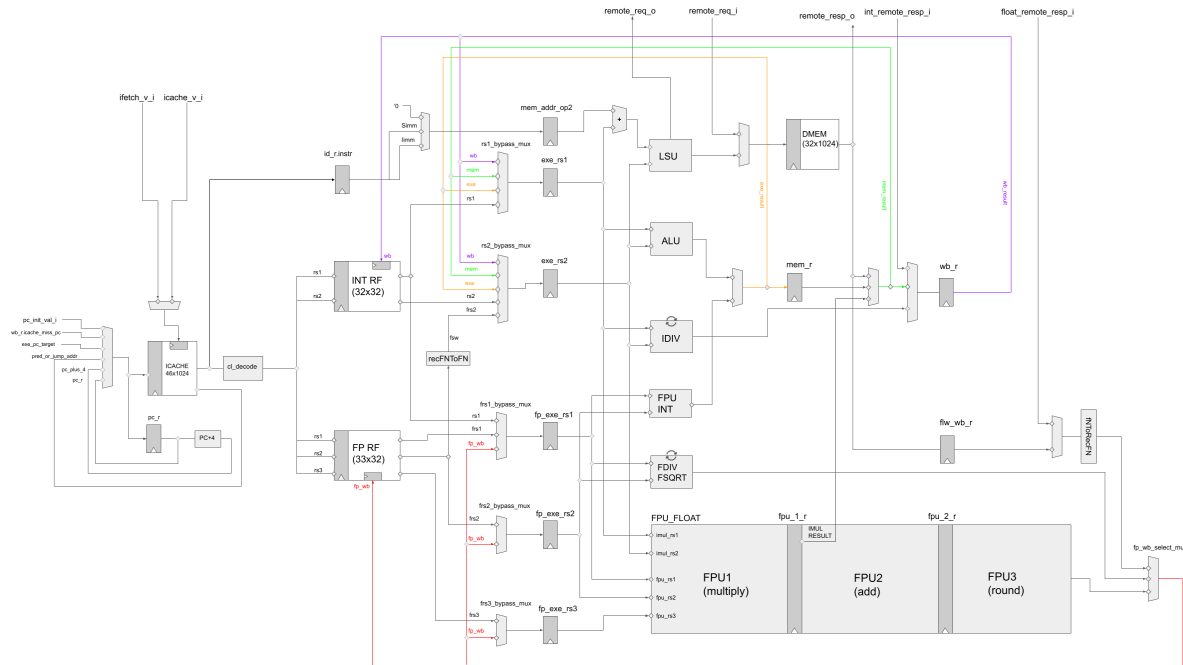 remote_req_o
remote_req_i
remote_resp_o
int_remote_resp_i
float_remote_resp_i
ifetch_v_i
icache_v_i
'0
Simm
Iimm
mem_addr_op2
+
LSU
DMEM
(32x1024)
id_r.instr
rs1_bypass_mux
wb
mem
exe
rs1
exe_rs1
exe_result
mem_result
wb_result
ALU
rs2_bypass_mux
wb
mem
exe
rs2
frs2
exe_rs2
wb
rs1
rs2
INT RF
(32x32)
mem_r
wb_r
IDIV
fsw
recFNToFN
pc_init_val_i
wb_r.icache_miss_pc
exe_pc_target
pred_or_jump_addr
pc_plus_4
pc_r
ICACHE
46x1024
cl_decode
pc_r
PC+4
FPU
INT
frs1_bypass_mux
rs1
frs1
fp_wb
fp_exe_rs1
rs1
rs2
rs3
FP RF
(33x32)
fp_wb
FDIV
FSQRT
flw_wb_r
fNToRecFN
frs2_bypass_mux
frs2
fp_wb
fp_exe_rs2
FPU_FLOAT
fpu_1_r
fpu_2_r
IMUL
RESULT
imul_rs1
imul_rs2
fpu_rs1
fpu_rs2
fpu_rs3
FPU1
(multiply)
FPU2
(add)
FPU3
(round)
fp_wb_select_mu
frs3_bypass_mux
frs3
fp_wb
fp_exe_rs3